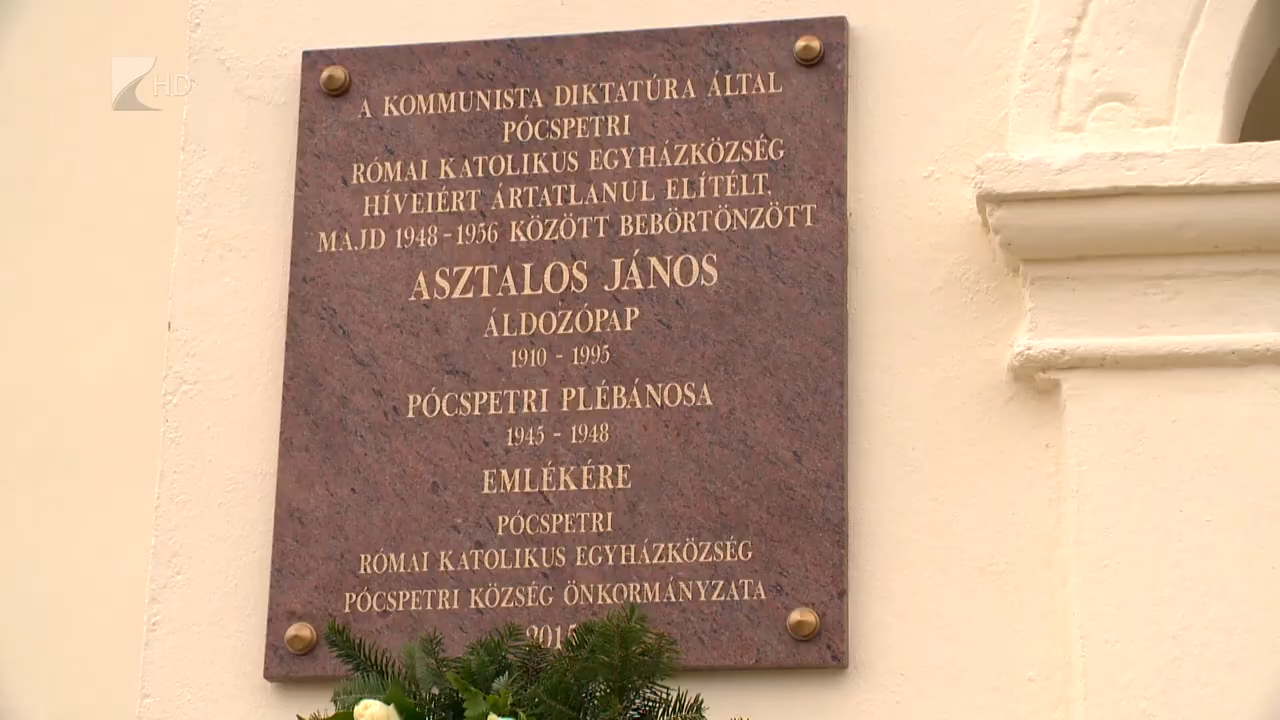 HD
A KOMMUNISTA DIKTATÚRA ÁLTAL
PÓCSPETRI
RÓMAI KATOLIKUS EGYHÁZKÖZSÉG
HÍVEIÉRT ÁRTATLANUL ELÍTÉLT,
MAJD 1948-1956 KÖZÖTT BEBÖRTÖNZÖTT
ASZTALOS JÁNOS
ÁLDOZÓPAP
1910 - 1995
PÓCSPETRI PLÉBÁNOSA
1945 - 1948
EMLÉKÉRE
PÓCSPETRI
RÓMAI KATOLIKUS EGYHÁZKÖZSÉG
PÓCSPETRI KÖZSÉG ÖNKORMÁNYZATA
2015